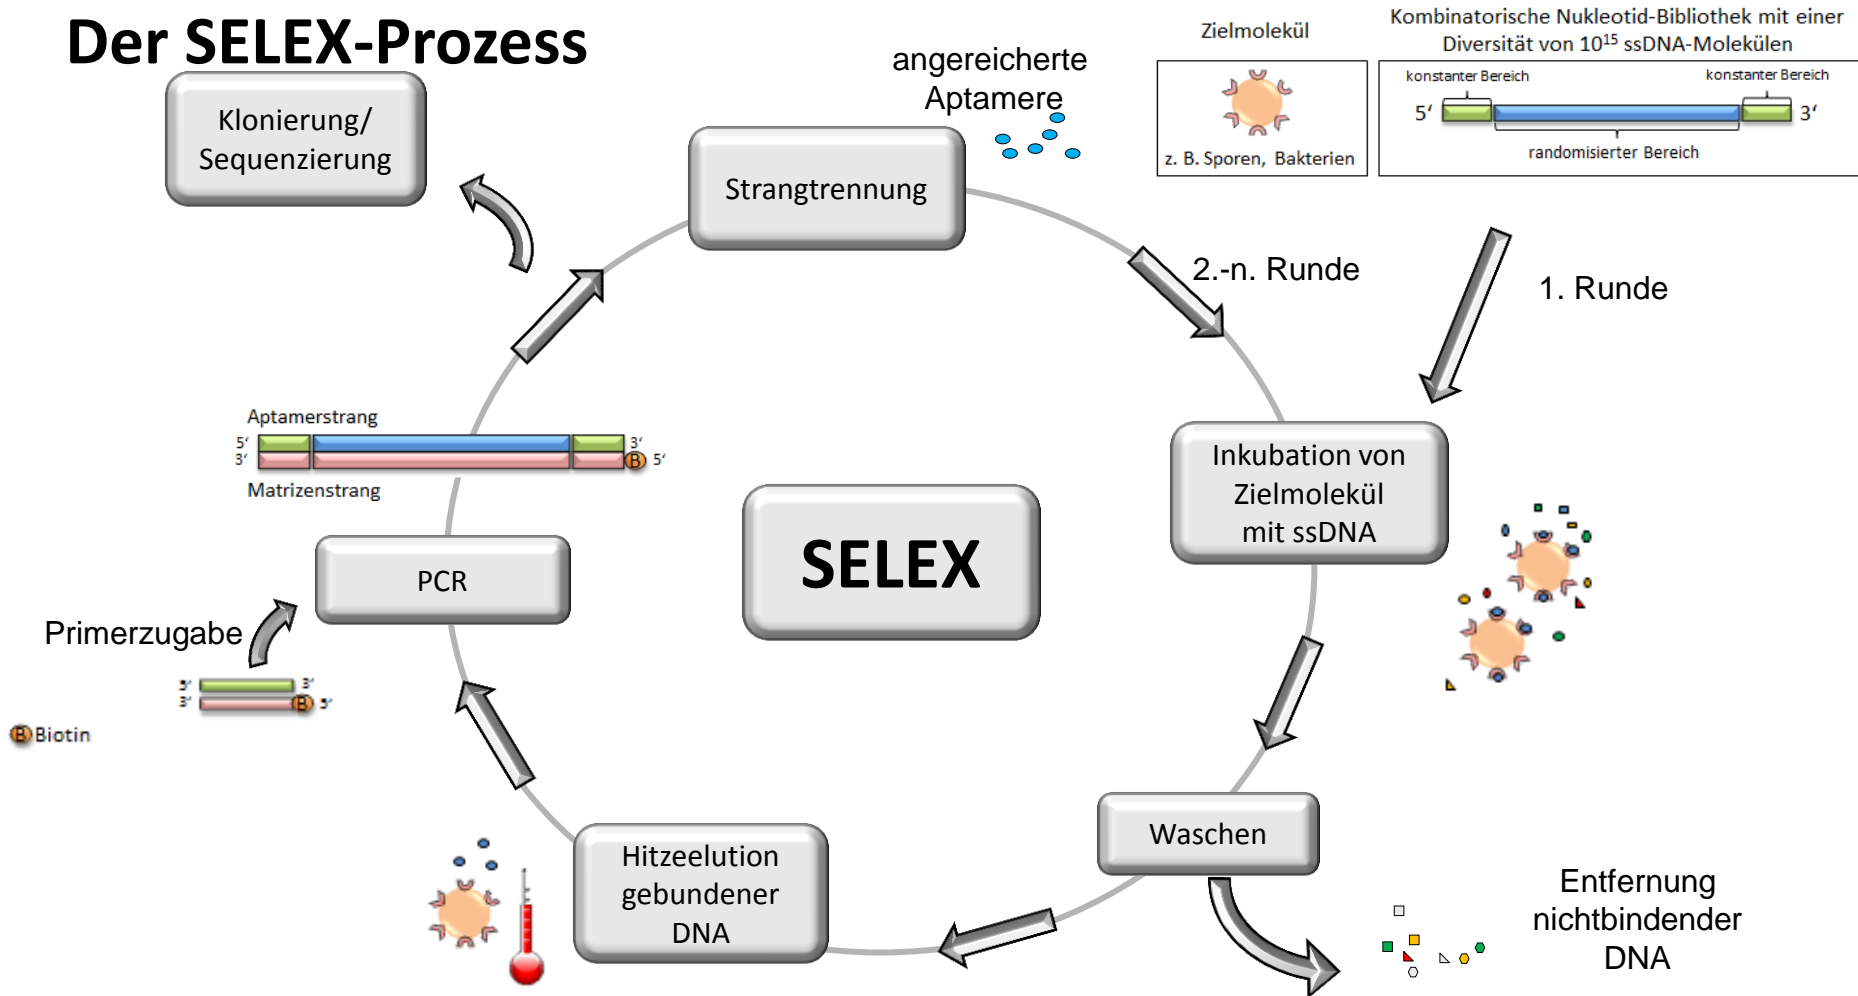 Der SELEX-Prozess
Zielmolekül
z. B. Sporen, Bakterien
Kombinatorische Nukleotid-Bibliothek mit einer
Diversität von 10¹⁵ ssDNA-Molekülen
konstanter Bereich
konstanter Bereich
5‘
3‘
randomisierter Bereich
angereicherte
Aptamere
Klonierung/
Sequenzierung
Strangtrennung
2.-n. Runde
1. Runde
Inkubation von
Zielmolekül
mit ssDNA
SELEX
Aptamerstrang
5‘
3‘
3‘
B
5‘
Matrizenstrang
PCR
Primerzugabe
5‘
3‘
3‘
B
5‘
B Biotin
Waschen
Hitzeelution
gebundener
DNA
Entfernung
nichtbindender
DNA